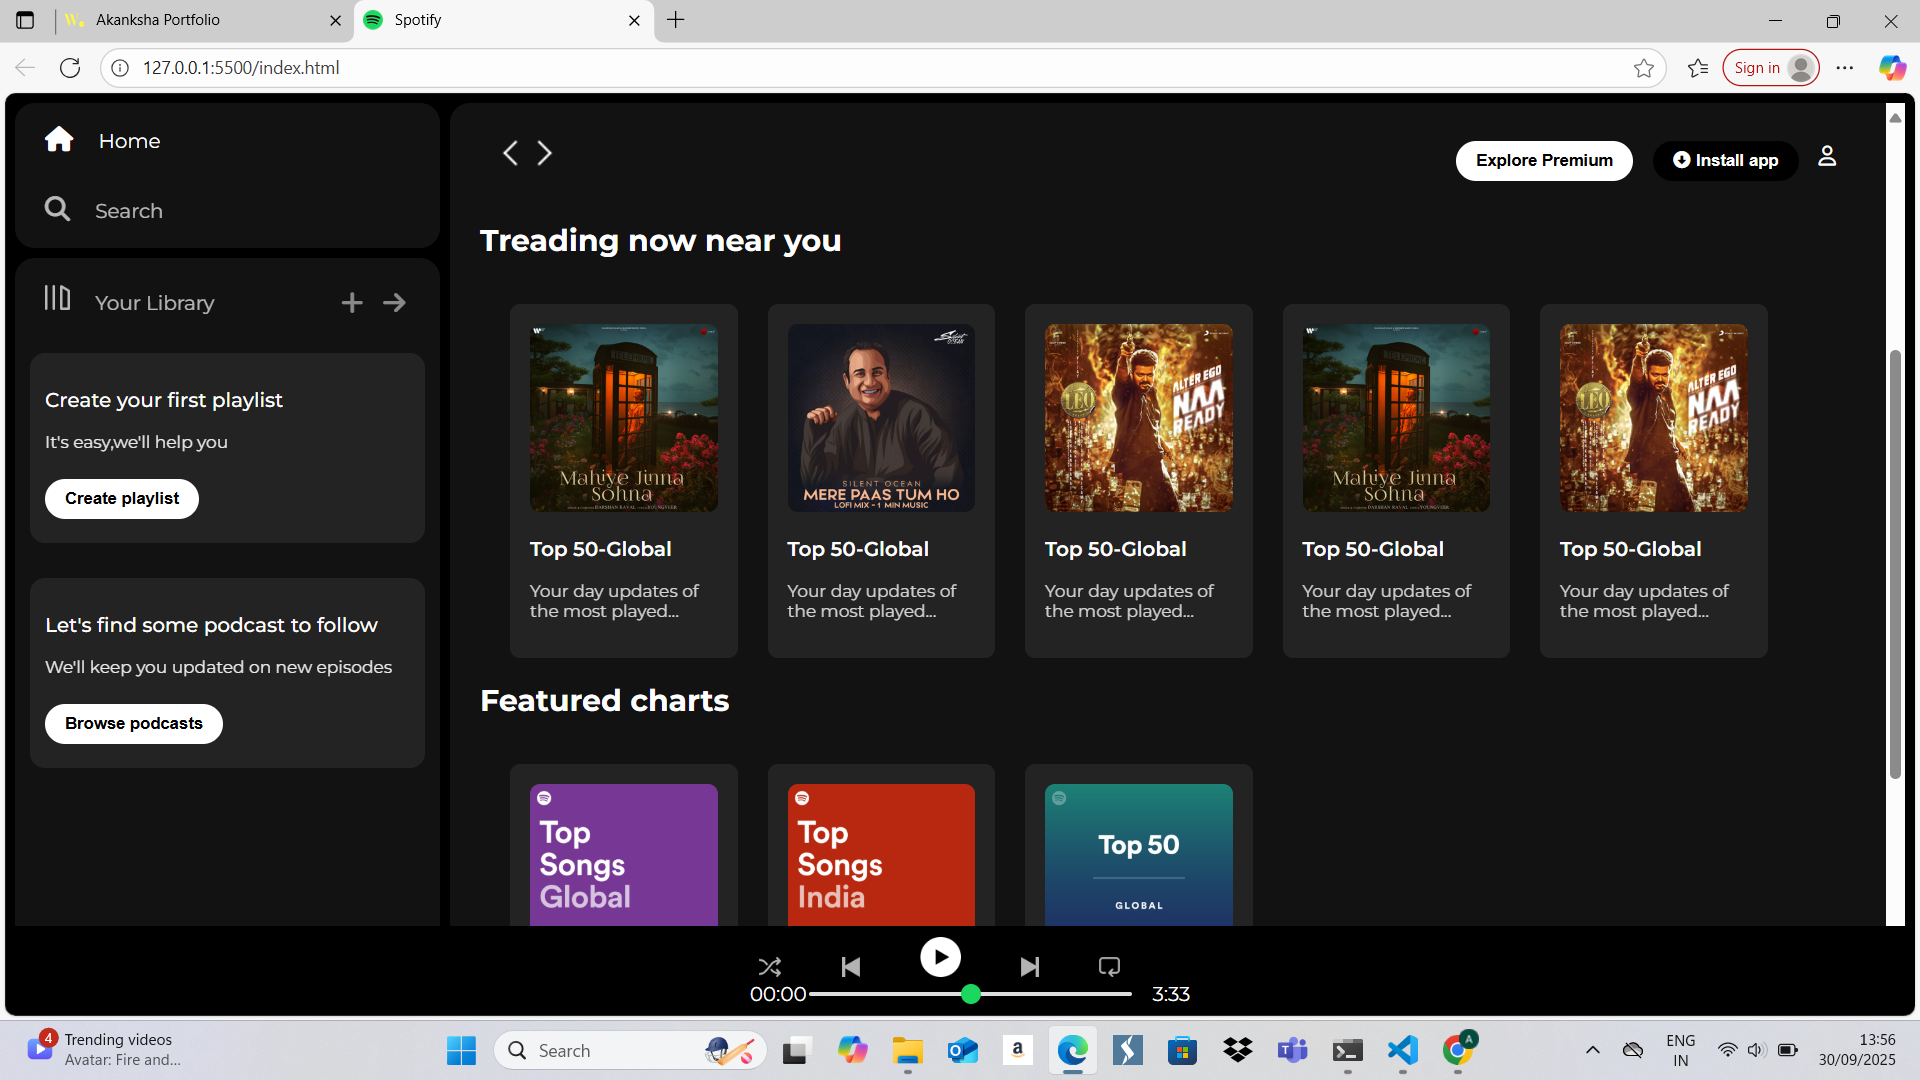 Akanksha Portfolio
Spotify
127.0.0.1:5500/index.html
Sign in
Home
Search
Your Library
Create your first playlist
It's easy,we'll help you
Create playlist
Let's find some podcast to follow
We'll keep you updated on new episodes
Browse podcasts
Explore Premium
Install app
Treading now near you
Mahiye Jinna
Sohna
Top 50-Global
Your day updates of
the most played...
SILENT OCEAN
MERE PAAS TUM HO
LOFI MIX - 1 MIN MUSIC
Top 50-Global
Your day updates of
the most played...
LEO
ALTER EGO
NAA
READY
Top 50-Global
Your day updates of
the most played...
Mahiye Jinna
Sohna
Top 50-Global
Your day updates of
the most played...
LEO
ALTER EGO
NAA
READY
Top 50-Global
Your day updates of
the most played...
Featured charts
Top
Songs
Global
Top
Songs
India
Top 50
GLOBAL
00:00
3:33
4
Trending videos
Avatar: Fire and...
Search
A
ENG
IN
13:56
30/09/2025